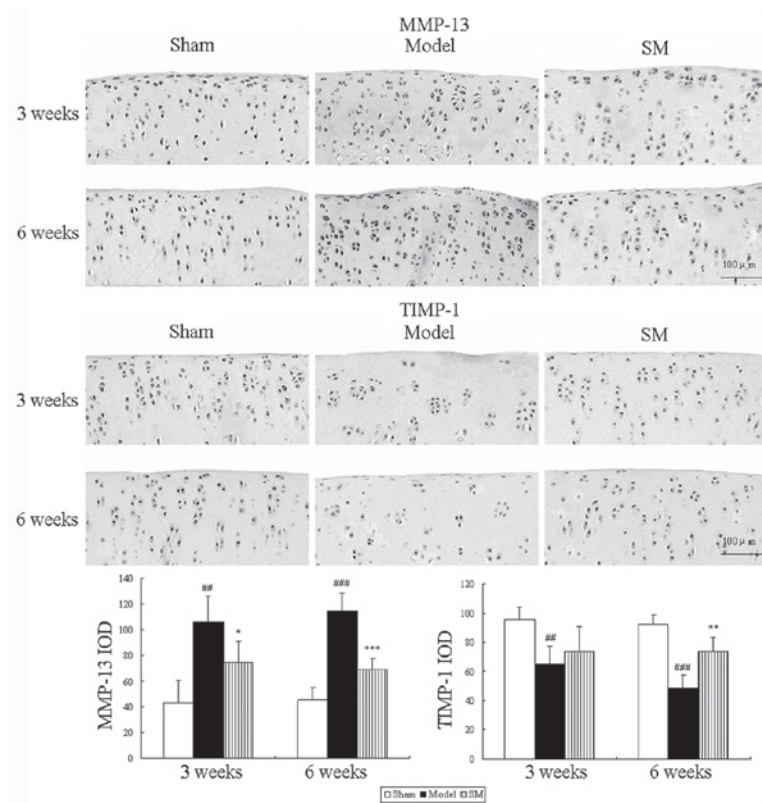 MMP-13
Sham Model SM
3 weeks
6 weeks
100 μm
TIMP-1
Sham Model SM
3 weeks
6 weeks
100 μm
MMP-13 IOD
140
120
100
80
60
40
20
0
##
*
###
***
3 weeks 6 weeks
TIMP-1 IOD
120
100
80
60
40
20
0
##
###
**
3 weeks 6 weeks
Sham Model SM